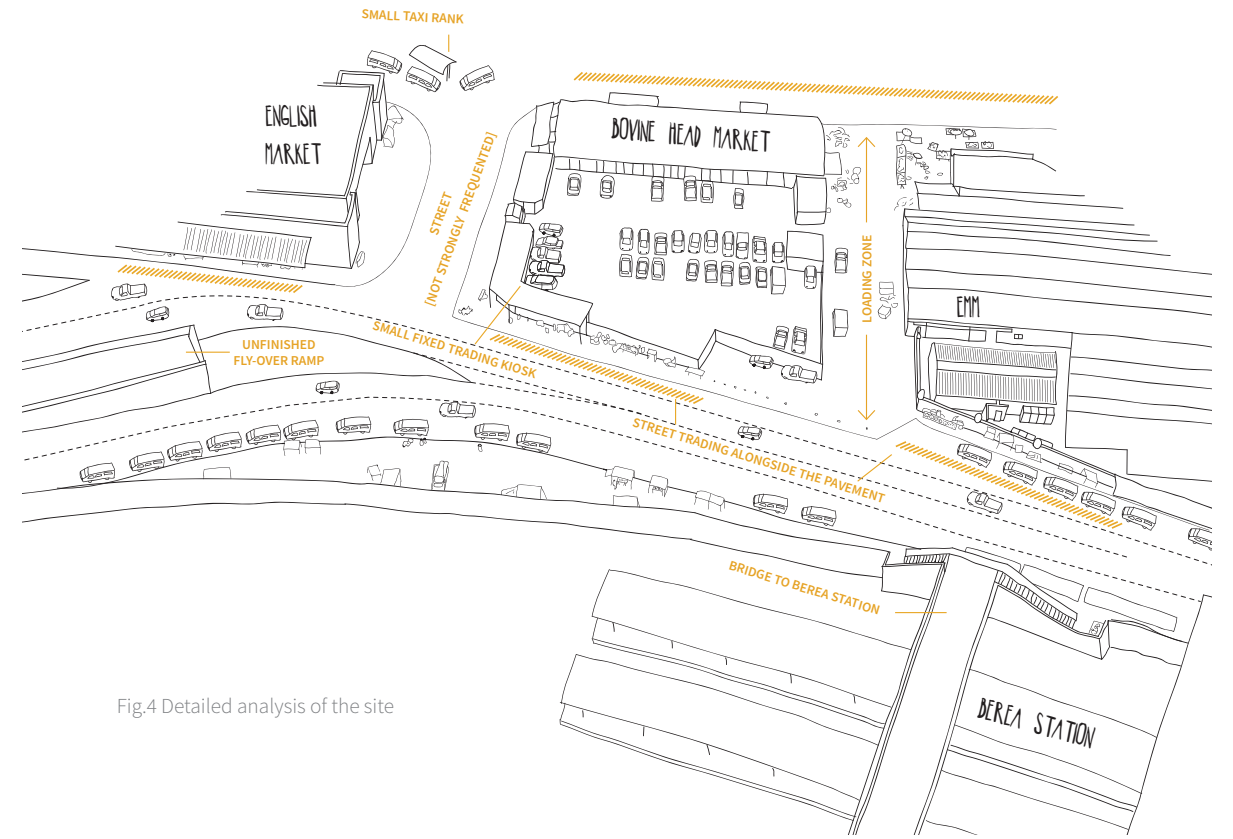 SMALL TAXI RANK
ENGLISH
MARKET
BOVINE HEAD MARKET
STREET
[NOT STRONGLY FREQUENTED]
LOADING ZONE
EMM
SMALL FIXED TRADING KIOSK
UNFINISHED
FLY-OVER RAMP
STREET TRADING ALONGSIDE THE PAVEMENT
BRIDGE TO BEREA STATION
BEREA STATION
Fig.4 Detailed analysis of the site